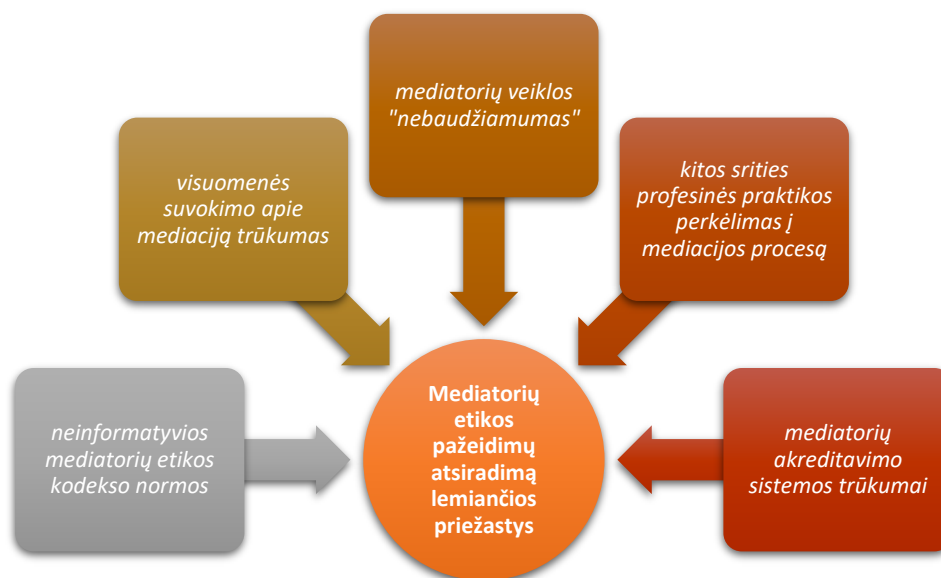 mediatorių veiklos
"nebaudžiamumas"
visuomenės
suvokimo apie
mediaciją trūkumas
kitos srities
profesinės praktikos
perkėlimas į
mediacijos procesą
neinformatyvios
mediatorių etikos
kodekso normos
Mediatorių
etikos
pažeidimų
atsiradimą
lemiančios
priežastys
mediatorių
akreditavimo
sistemos trūkumai